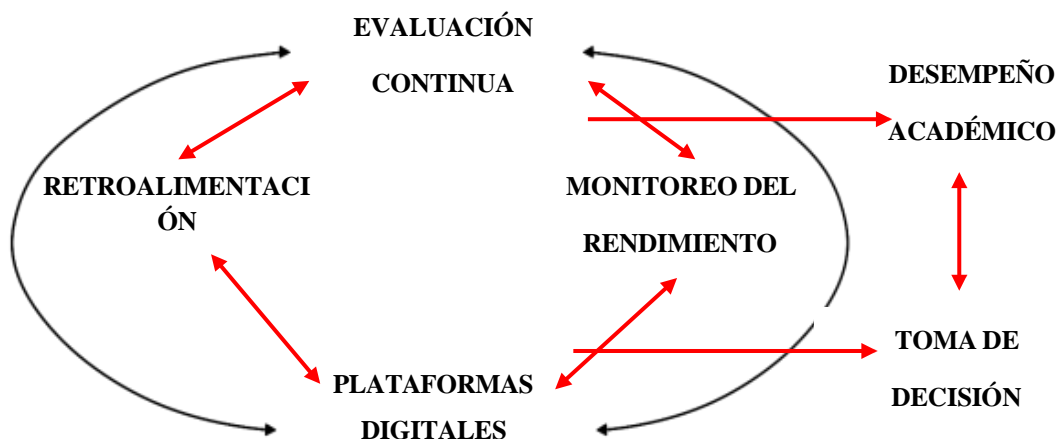 EVALUACIÓN
CONTINUA
DESEMPEÑO
ACADÉMICO
RETROALIMENTACI
ÓN
MONITOREO DEL
RENDIMIENTO
TOMA DE
DECISIÓN
PLATAFORMAS
DIGITALES